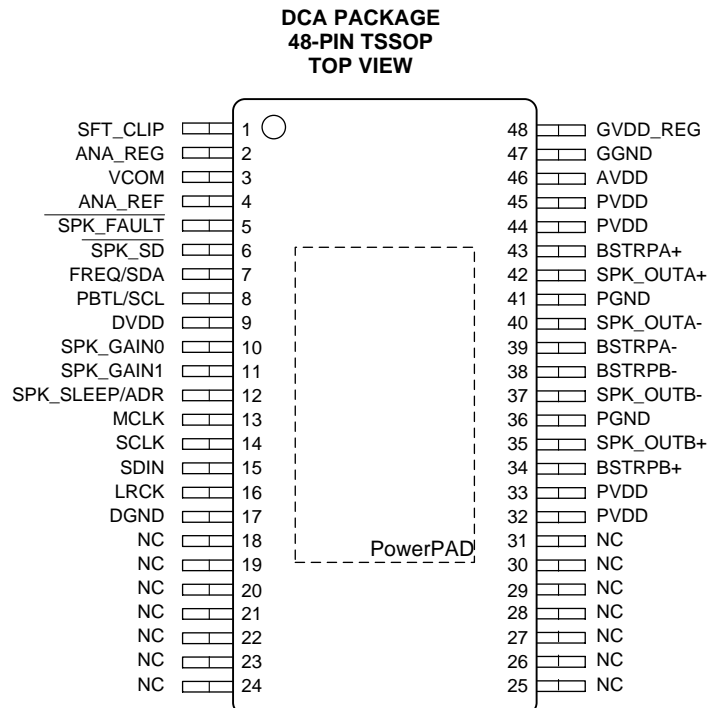 DCA PACKAGE
48-PIN TSSOP
TOP VIEW
SFT_CLIP 1 48 GVDD_REG
ANA_REG 2 47 GGND
VCOM 3 46 AVDD
ANA_REF 4 45 PVDD
SPK_FAULT 5 44 PVDD
SPK_SD 6 43 BSTRPA+
FREQ/SDA 7 42 SPK_OUTA+
PBTL/SCL 8 41 PGND
DVDD 9 40 SPK_OUTA-
SPK_GAIN0 10 39 BSTRPA-
SPK_GAIN1 11 38 BSTRPB-
SPK_SLEEP/ADR 12 37 SPK_OUTB-
MCLK 13 36 PGND
SCLK 14 35 SPK_OUTB+
SDIN 15 34 BSTRPB+
LRCK 16 33 PVDD
DGND 17 32 PVDD
NC 18 PowerPAD 31 NC
NC 19 30 NC
NC 20 29 NC
NC 21 28 NC
NC 22 27 NC
NC 23 26 NC
NC 24 25 NC